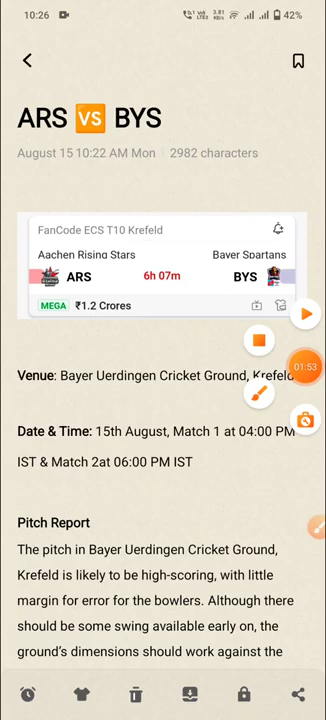 10:26
3.81
KB/S
42%
ARS VS BYS
August 15 10:22 AM Mon | 2982 characters
FanCode ECS T10 Krefeld
Aachen Rising Stars Bayer Spartans
ARS 6h 07m BYS
MEGA ₹1.2 Crores
01:53
Venue: Bayer Uerdingen Cricket Ground, Krefeld
Date & Time: 15th August, Match 1 at 04:00 PM
IST & Match 2at 06:00 PM IST
Pitch Report
The pitch in Bayer Uerdingen Cricket Ground,
Krefeld is likely to be high-scoring, with little
margin for error for the bowlers. Although there
should be some swing available early on, the
ground's dimensions should work against the